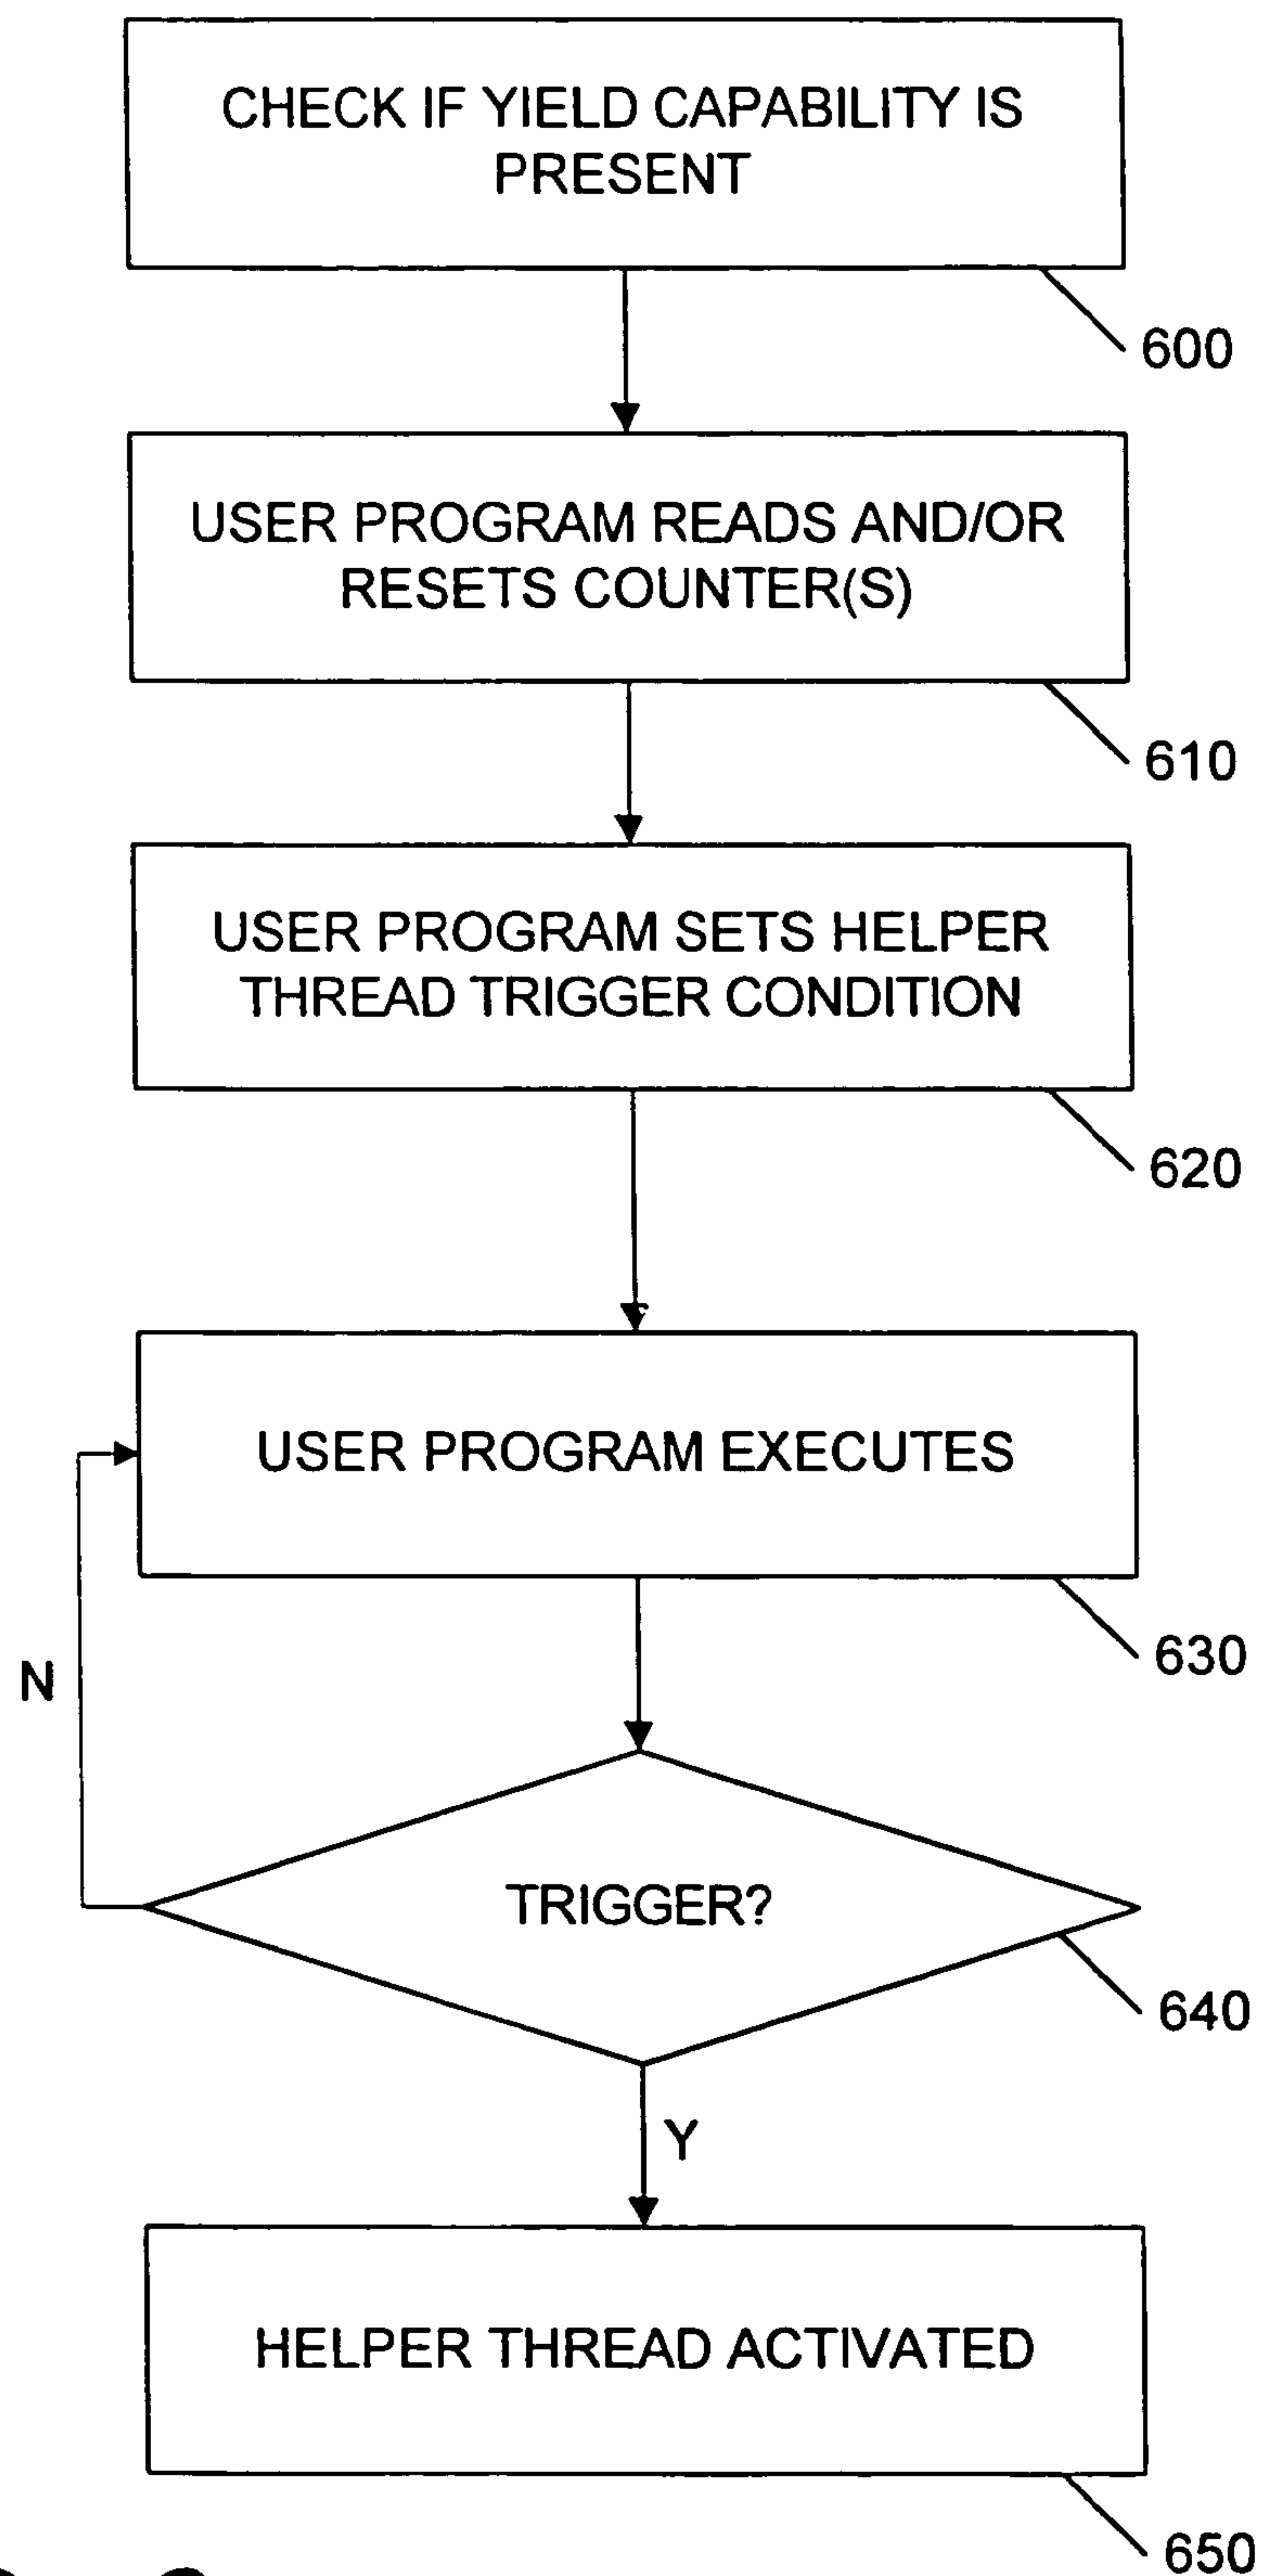 CHECK IF YIELD CAPABILITY IS
PRESENT
600
USER PROGRAM READS AND/OR
RESETS COUNTER(S)
610
USER PROGRAM SETS HELPER
THREAD TRIGGER CONDITION
620
USER PROGRAM EXECUTES
630
N
TRIGGER?
640
Y
HELPER THREAD ACTIVATED
650